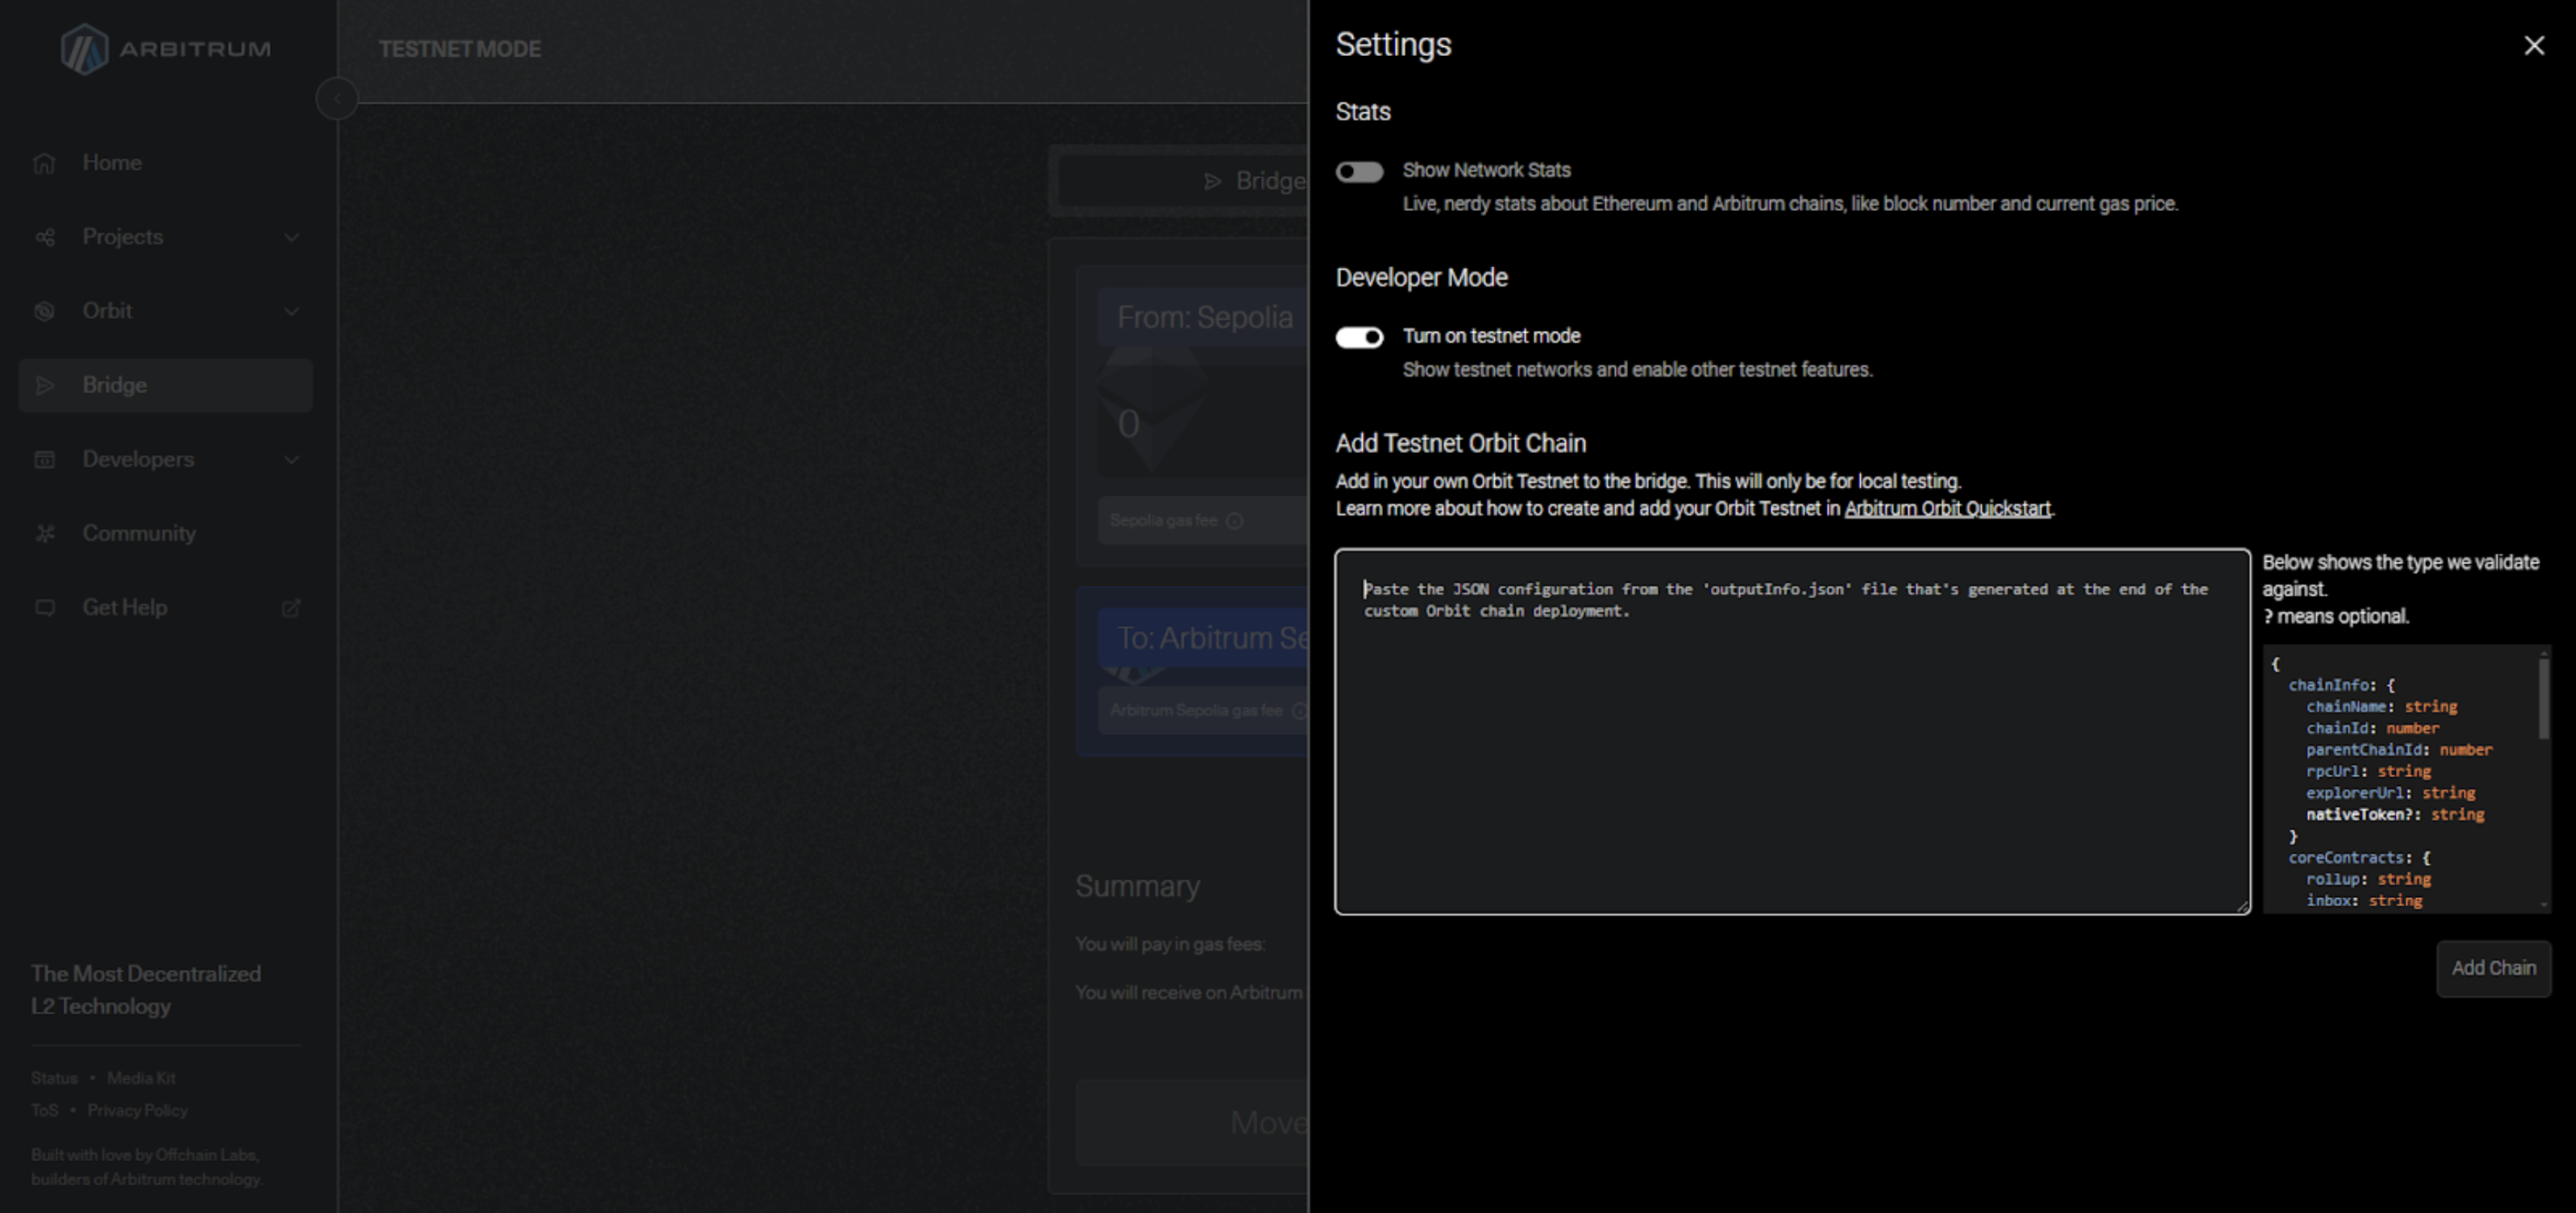 ARBITRUM
Home
Projects
Orbit
Bridge
Developers
Community
Get Help
The Most Decentralized
L2 Technology
Status • Media Kit
ToS • Privacy Policy
Built with love by Offchain Labs,
builders of Arbitrum technology.
TESTNET MODE
Bridge
From: Sepolia
0
Sepolia gas fee
To: Arbitrum Se
Arbitrum Sepolia gas fee
Summary
You will pay in gas fees:
You will receive on Arbitrum
Move
Settings
Stats
Show Network Stats
Live, nerdy stats about Ethereum and Arbitrum chains, like block number and current gas price.
Developer Mode
Turn on testnet mode
Show testnet networks and enable other testnet features.
Add Testnet Orbit Chain
Add in your own Orbit Testnet to the bridge. This will only be for local testing.
Learn more about how to create and add your Orbit Testnet in Arbitrum Orbit Quickstart.
Paste the JSON configuration from the 'outputInfo.json' file that's generated at the end of the
custom Orbit chain deployment.
Below shows the type we validate
against.
? means optional.
{
chainInfo: {
chainName: string
chainId: number
parentChainId: number
rpcUrl: string
explorerUrl: string
nativeToken?: string
}
coreContracts: {
rollup: string
inbox: string
Add Chain